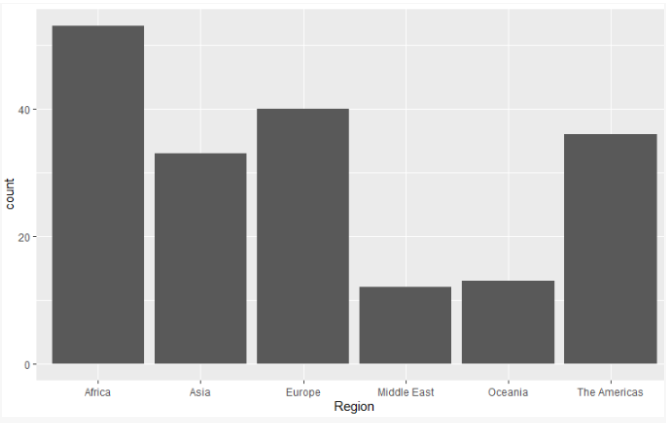 count
40
20
0
Africa Asia Europe Middle East Oceania The Americas
Region